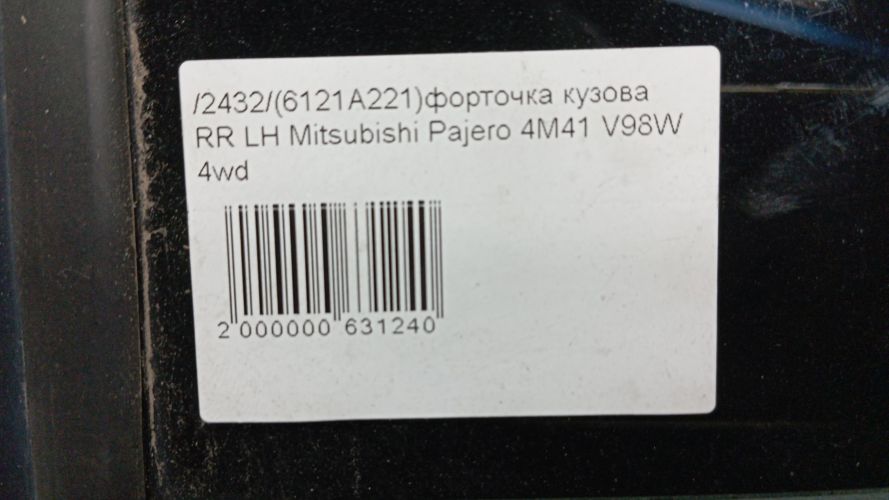 /2432/(6121A221)форточка кузова
RR LH Mitsubishi Pajero 4M41 V98W
4wd
2 000000 631240